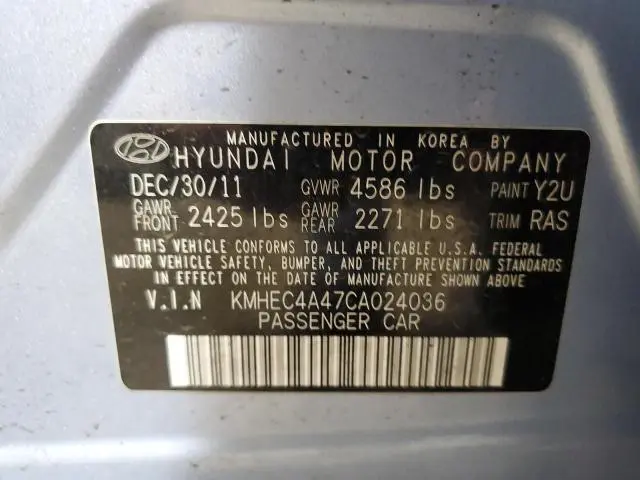 MANUFACTURED IN KOREA BY
HYUNDAI MOTOR COMPANY
DEC/30/11 GVWR 4586 lbs PAINT Y2U
GAWR FRONT 2425 lbs GAWR REAR 2271 lbs TRIM RAS
THIS VEHICLE CONFORMS TO ALL APPLICABLE U.S.A. FEDERAL
MOTOR VEHICLE SAFETY, BUMPER, AND THEFT PREVENTION STANDARDS
IN EFFECT ON THE DATE OF MANUFACTURE SHOWN ABOVE
V.I.N KMHEC4A47CA024036
PASSENGER CAR